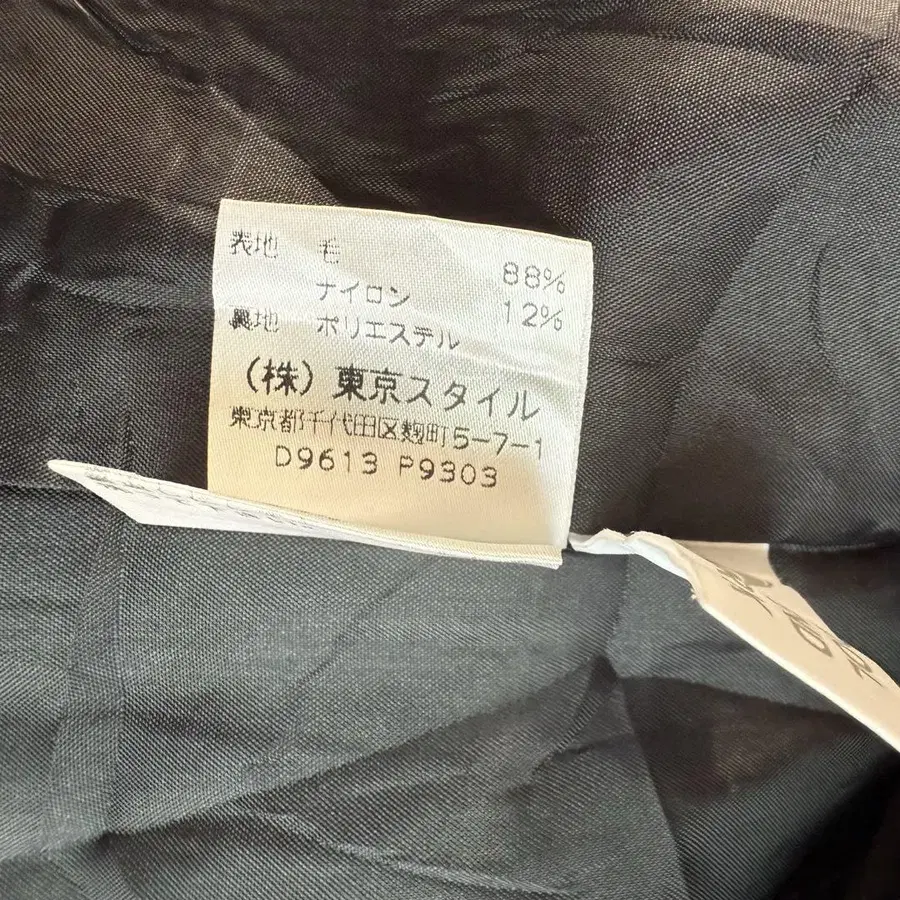 表地 毛 88%
ナイロン 12%
裏地 ポリエステル
(株) 東京スタイル
東京都千代田区麹町5-7-1
D9613 P9303